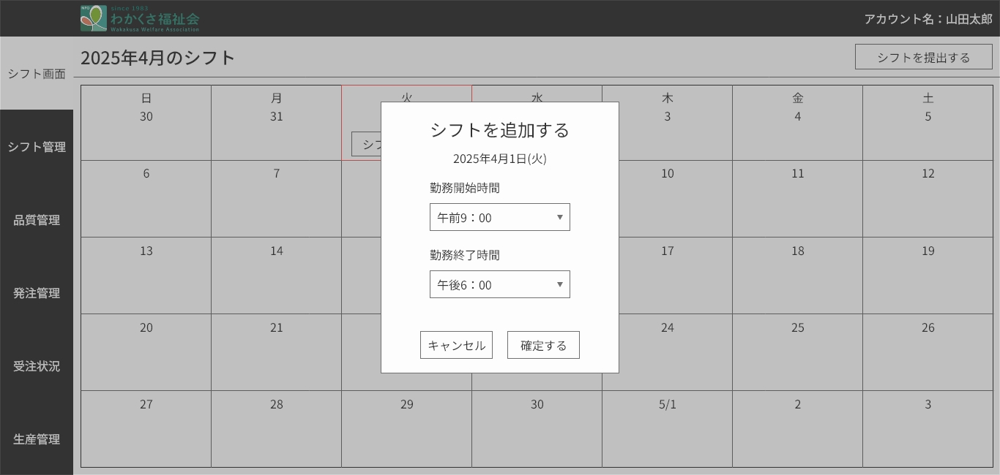 NPO
since 1983
わかくさ福祉会
Wakakusa Welfare Association
アカウント名：山田太郎
シフト画面
シフト管理
品質管理
発注管理
受注状況
生産管理
2025年4月のシフト
シフトを提出する
日 月 火 水 木 金 土
30 31 3 4 5
シフ
6 7 10 11 12
13 14 17 18 19
20 21 24 25 26
27 28 29 30 5/1 2 3
シフトを追加する
2025年4月1日(火)
勤務開始時間
午前9：00
勤務終了時間
午後6：00
キャンセル
確定する